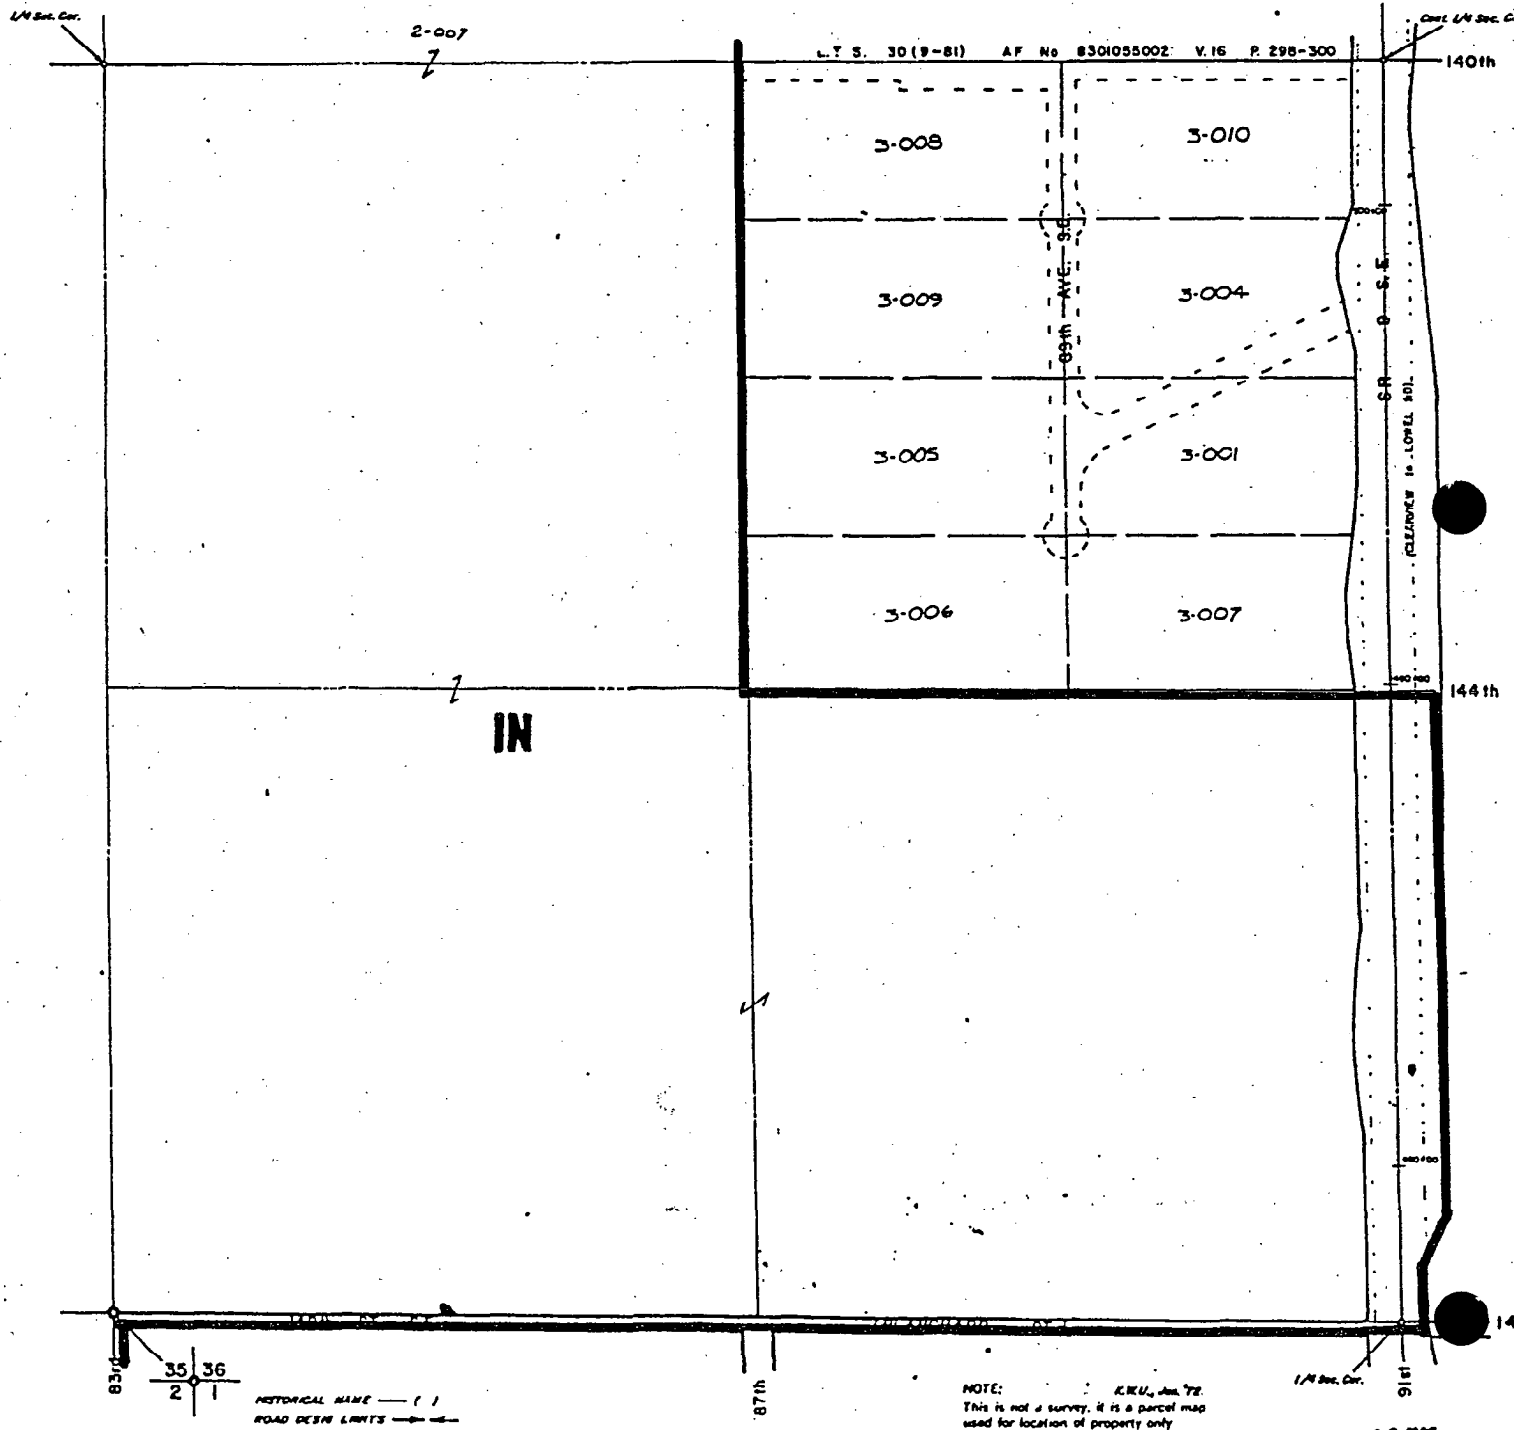 1/4 Sec. Cor.
2-007
L.T S. 30 (9-81) AF No 8301055002 V. 16 P. 298-300
140th
3-008
3-010
3-009
3-004
89th AVE. S.E.
SR 9 S.E.
3-005
3-001
3-006
3-007
144th
IN
83rd
35 36
2 1
HISTORICAL NAME — ( )
ROAD DESN LIMITS
87th
NOTE:
This is not a survey, it is a parcel map
used for location of property only
1/4 Sec. Cor.
91st